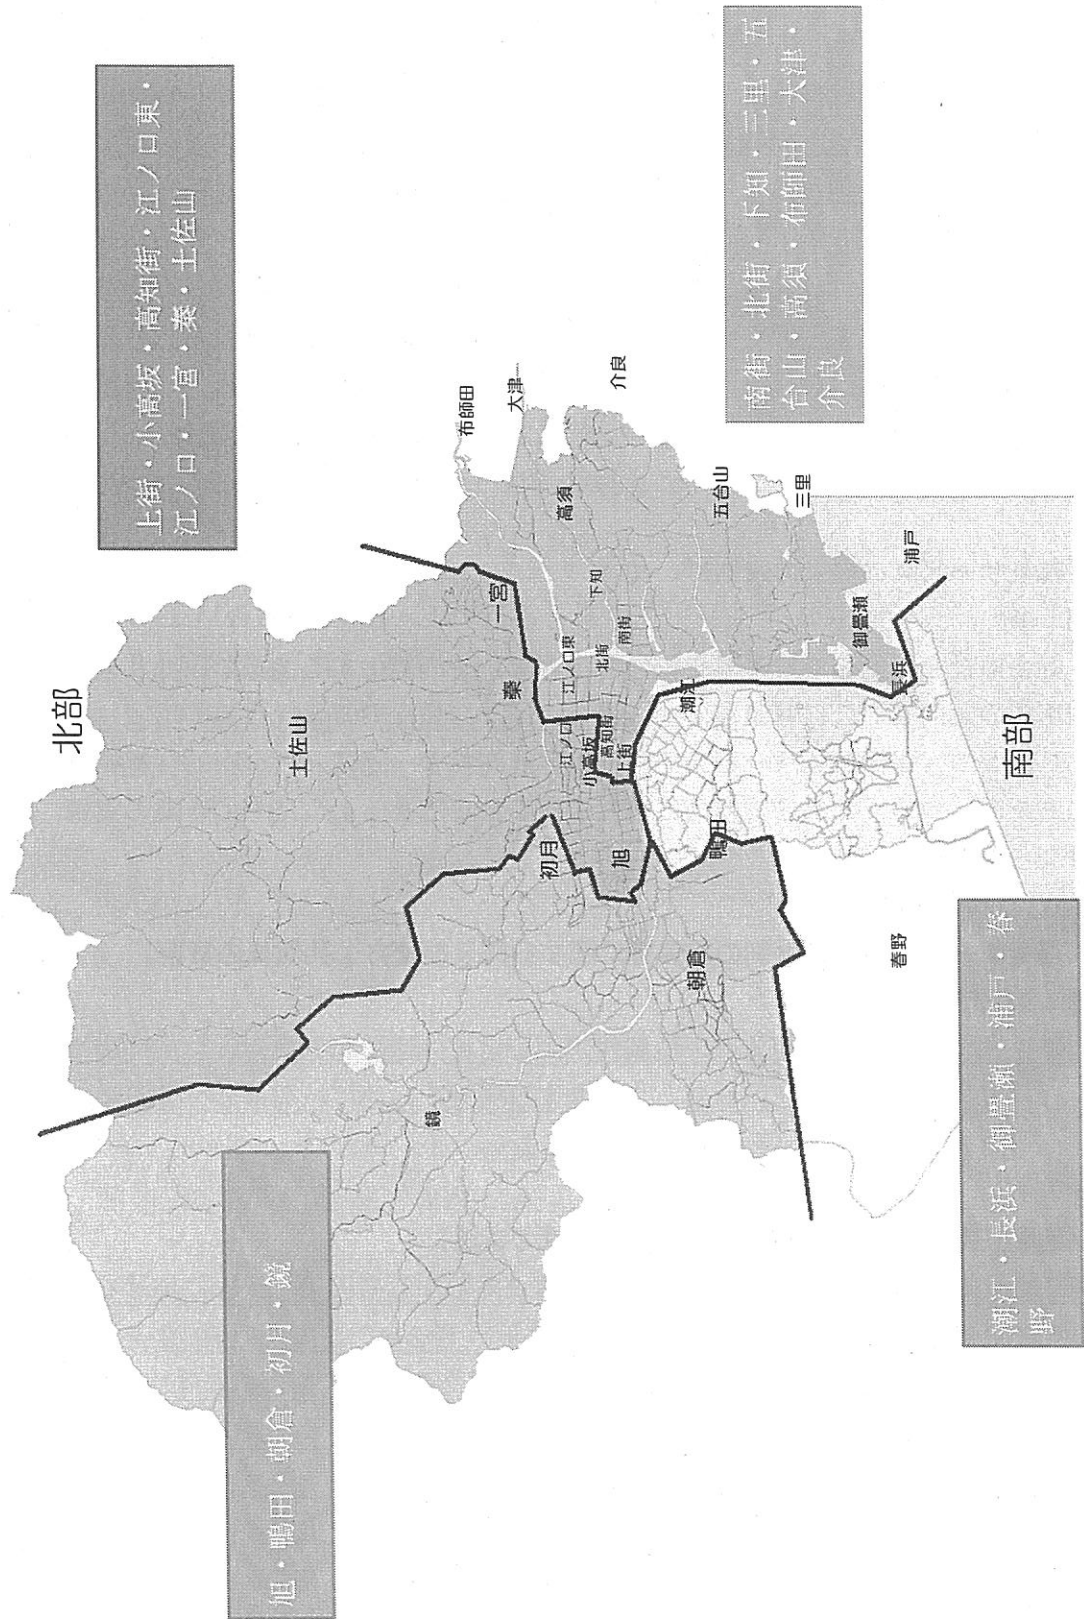 北部
上街・小高坂・高知街・江ノ口東・
江ノ口・一宮・秦・土佐山
旭・鴨田・朝倉・初月・鏡
土佐山
鏡
布師田
大津
介良
一宮
秦
初月
高須
江ノ口東
江ノ口
下知
北街
南街
小高坂
高知街
上街
旭
朝倉
鴨田
潮江
五台山
三里
御畳瀬
浦戸
長浜
春野
南部
南街・北街・下知・三里・五
台山・高須・布師田・大津・
介良
潮江・長浜・御畳瀬・浦戸・春
野